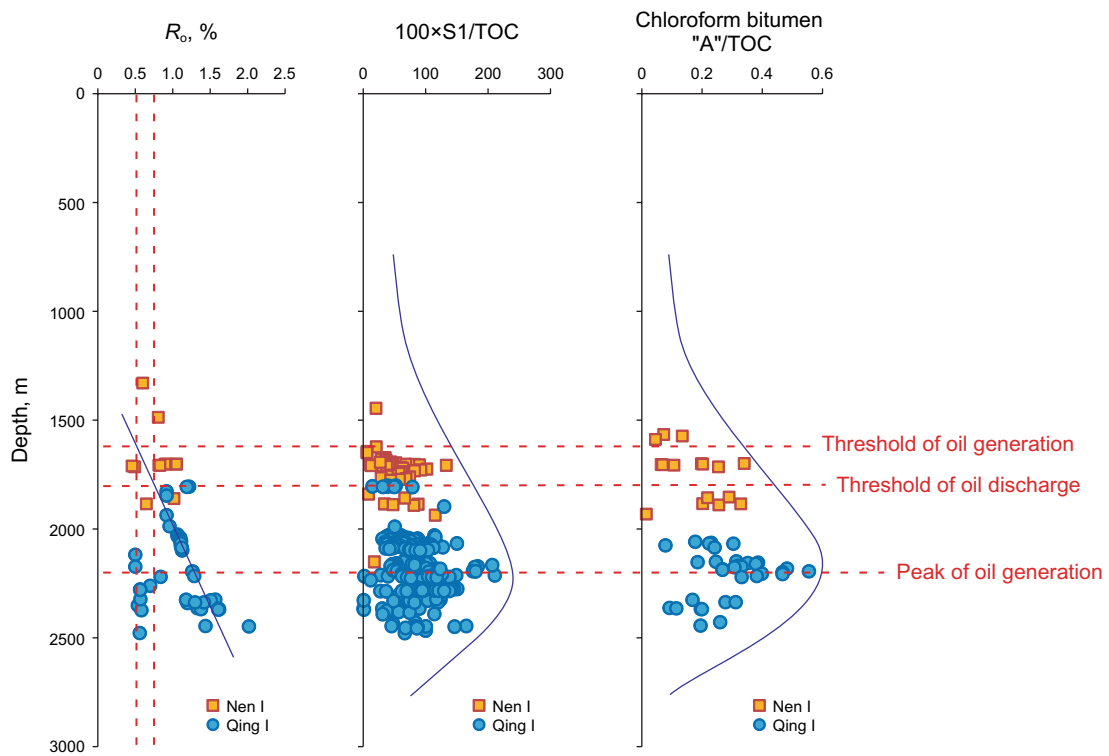 Ro, %
100×S1/TOC
Chloroform bitumen
"A"/TOC
0 0.5 1.0 1.5 2.0 2.5
0 100 200 300
0 0.2 0.4 0.6
0
500
1000
1500
2000
2500
3000
Depth, m
Threshold of oil generation
Threshold of oil discharge
Peak of oil generation
Nen I
Qing I
Nen I
Qing I
Nen I
Qing I